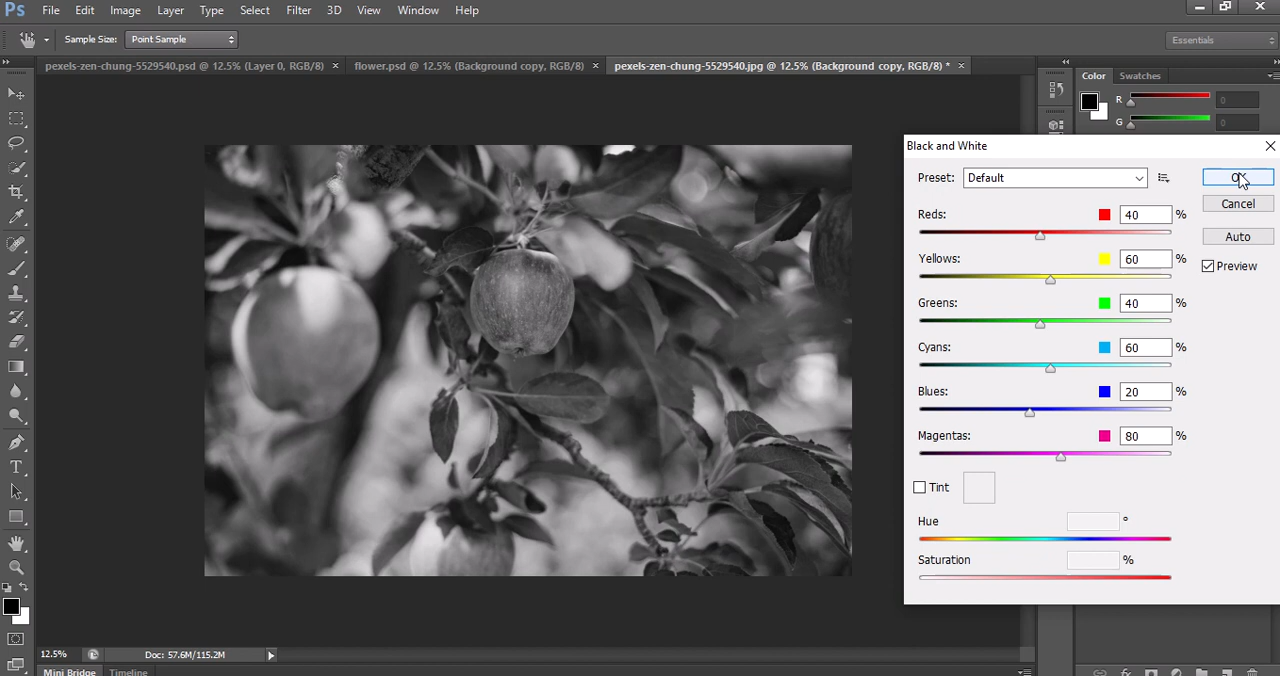 Ps File Edit Image Layer Type Select Filter 3D View Window Help
Sample Size: Point Sample
Essentials
pexels-zen-chung-5529540.psd @ 12.5% (Layer 0, RGB/8) ×
flower.psd @ 12.5% (Background copy, RGB/8) ×
pexels-zen-chung-5529540.jpg @ 12.5% (Background copy, RGB/8) * ×
Color Swatches
R 0
G 0
Black and White
Preset: Default
OK
Cancel
Auto
Preview
Reds: 40 %
Yellows: 60 %
Greens: 40 %
Cyans: 60 %
Blues: 20 %
Magentas: 80 %
Tint
Hue °
Saturation %
12.5%
Doc: 57.6M/115.2M
Mini Bridge Timeline